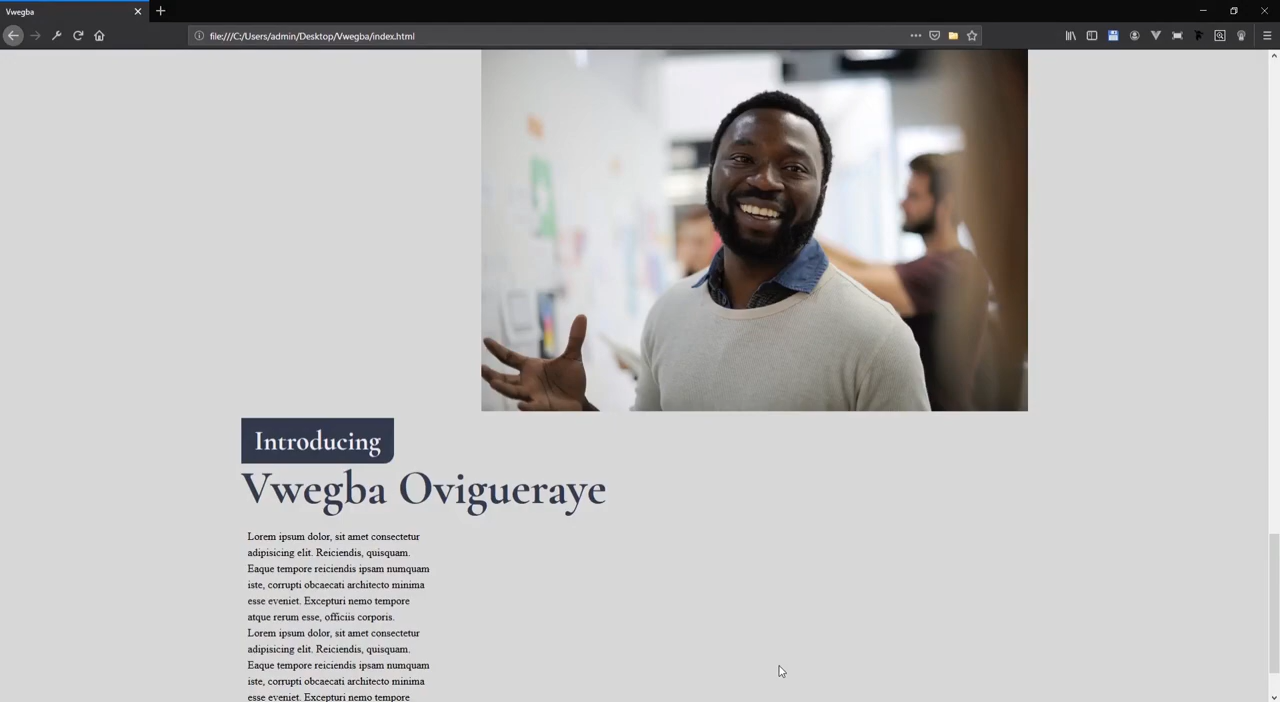 Vwegba
file:///C:/Users/admin/Desktop/Vwegba/index.html
Introducing
Vwegba Ovigueraye
Lorem ipsum dolor, sit amet consectetur
adipisicing elit. Reiciendis, quisquam.
Eaque tempore reiciendis ipsam numquam
iste, corrupti obcaecati architecto minima
esse eveniet. Excepturi nemo tempore
atque rerum esse, officiis corporis.
Lorem ipsum dolor, sit amet consectetur
adipisicing elit. Reiciendis, quisquam.
Eaque tempore reiciendis ipsam numquam
iste, corrupti obcaecati architecto minima
esse eveniet. Excepturi nemo tempore